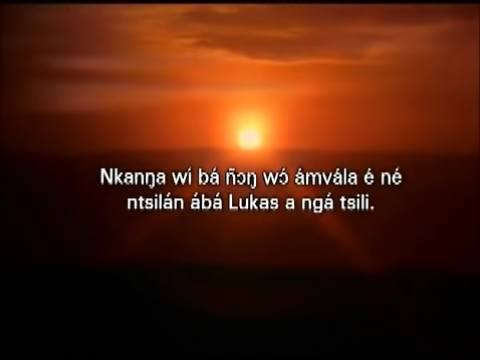 Nkanŋa wí bá ñɔŋ wɔ́ ámvála é né
ntsilán ábá Lukas a ngá tsili.